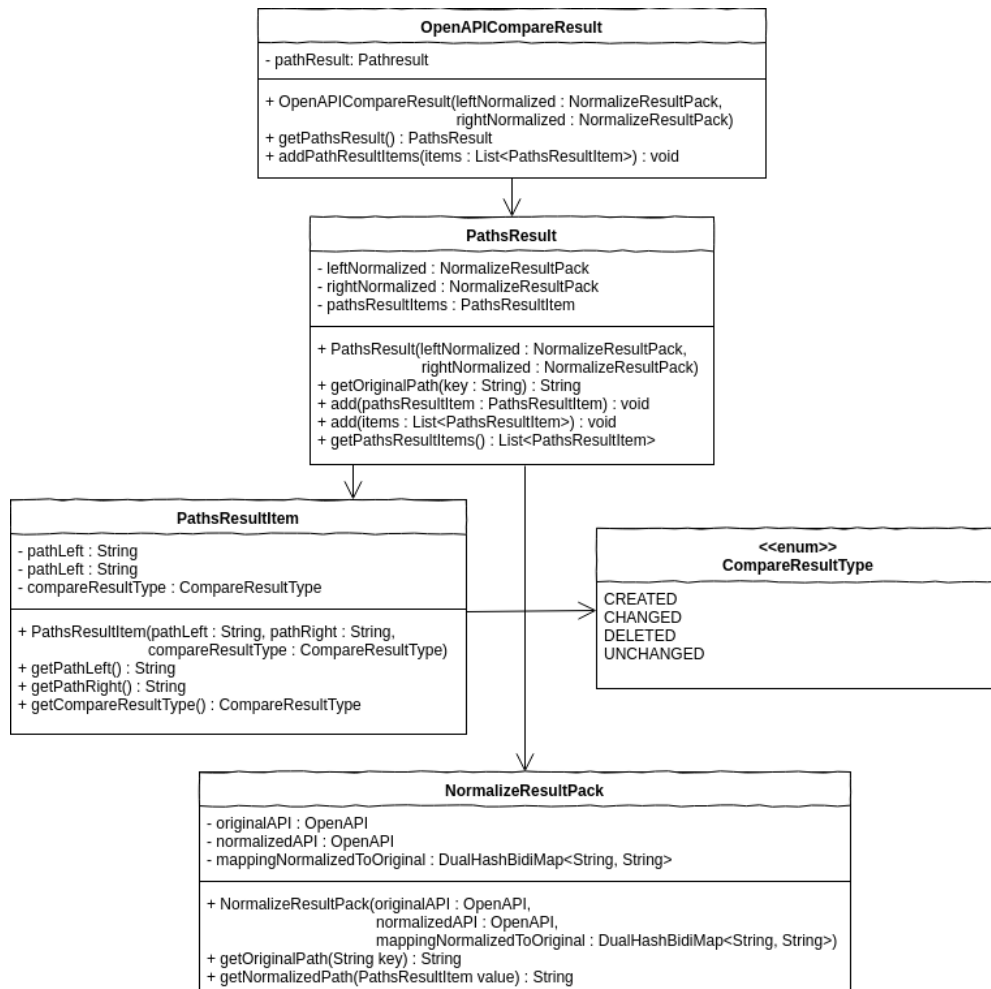 OpenAPICompareResult
- pathResult: Pathresult
+ OpenAPICompareResult(leftNormalized : NormalizeResultPack,
rightNormalized : NormalizeResultPack)
+ getPathsResult() : PathsResult
+ addPathResultItems(items : List<PathsResultItem>) : void
PathsResult
- leftNormalized : NormalizeResultPack
- rightNormalized : NormalizeResultPack
- pathsResultItems : PathsResultItem
+ PathsResult(leftNormalized : NormalizeResultPack,
rightNormalized : NormalizeResultPack)
+ getOriginalPath(key : String) : String
+ add(pathsResultItem : PathsResultItem) : void
+ add(items : List<PathsResultItem>) : void
+ getPathsResultItems() : List<PathsResultItem>
PathsResultItem
- pathLeft : String
- pathLeft : String
- compareResultType : CompareResultType
+ PathsResultItem(pathLeft : String, pathRight : String,
compareResultType : CompareResultType)
+ getPathLeft() : String
+ getPathRight() : String
+ getCompareResultType() : CompareResultType
<<enum>>
CompareResultType
CREATED
CHANGED
DELETED
UNCHANGED
NormalizeResultPack
- originalAPI : OpenAPI
- normalizedAPI : OpenAPI
- mappingNormalizedToOriginal : DualHashBidiMap<String, String>
+ NormalizeResultPack(originalAPI : OpenAPI,
normalizedAPI : OpenAPI,
mappingNormalizedToOriginal : DualHashBidiMap<String, String>)
+ getOriginalPath(String key) : String
+ getNormalizedPath(PathsResultItem value) : String